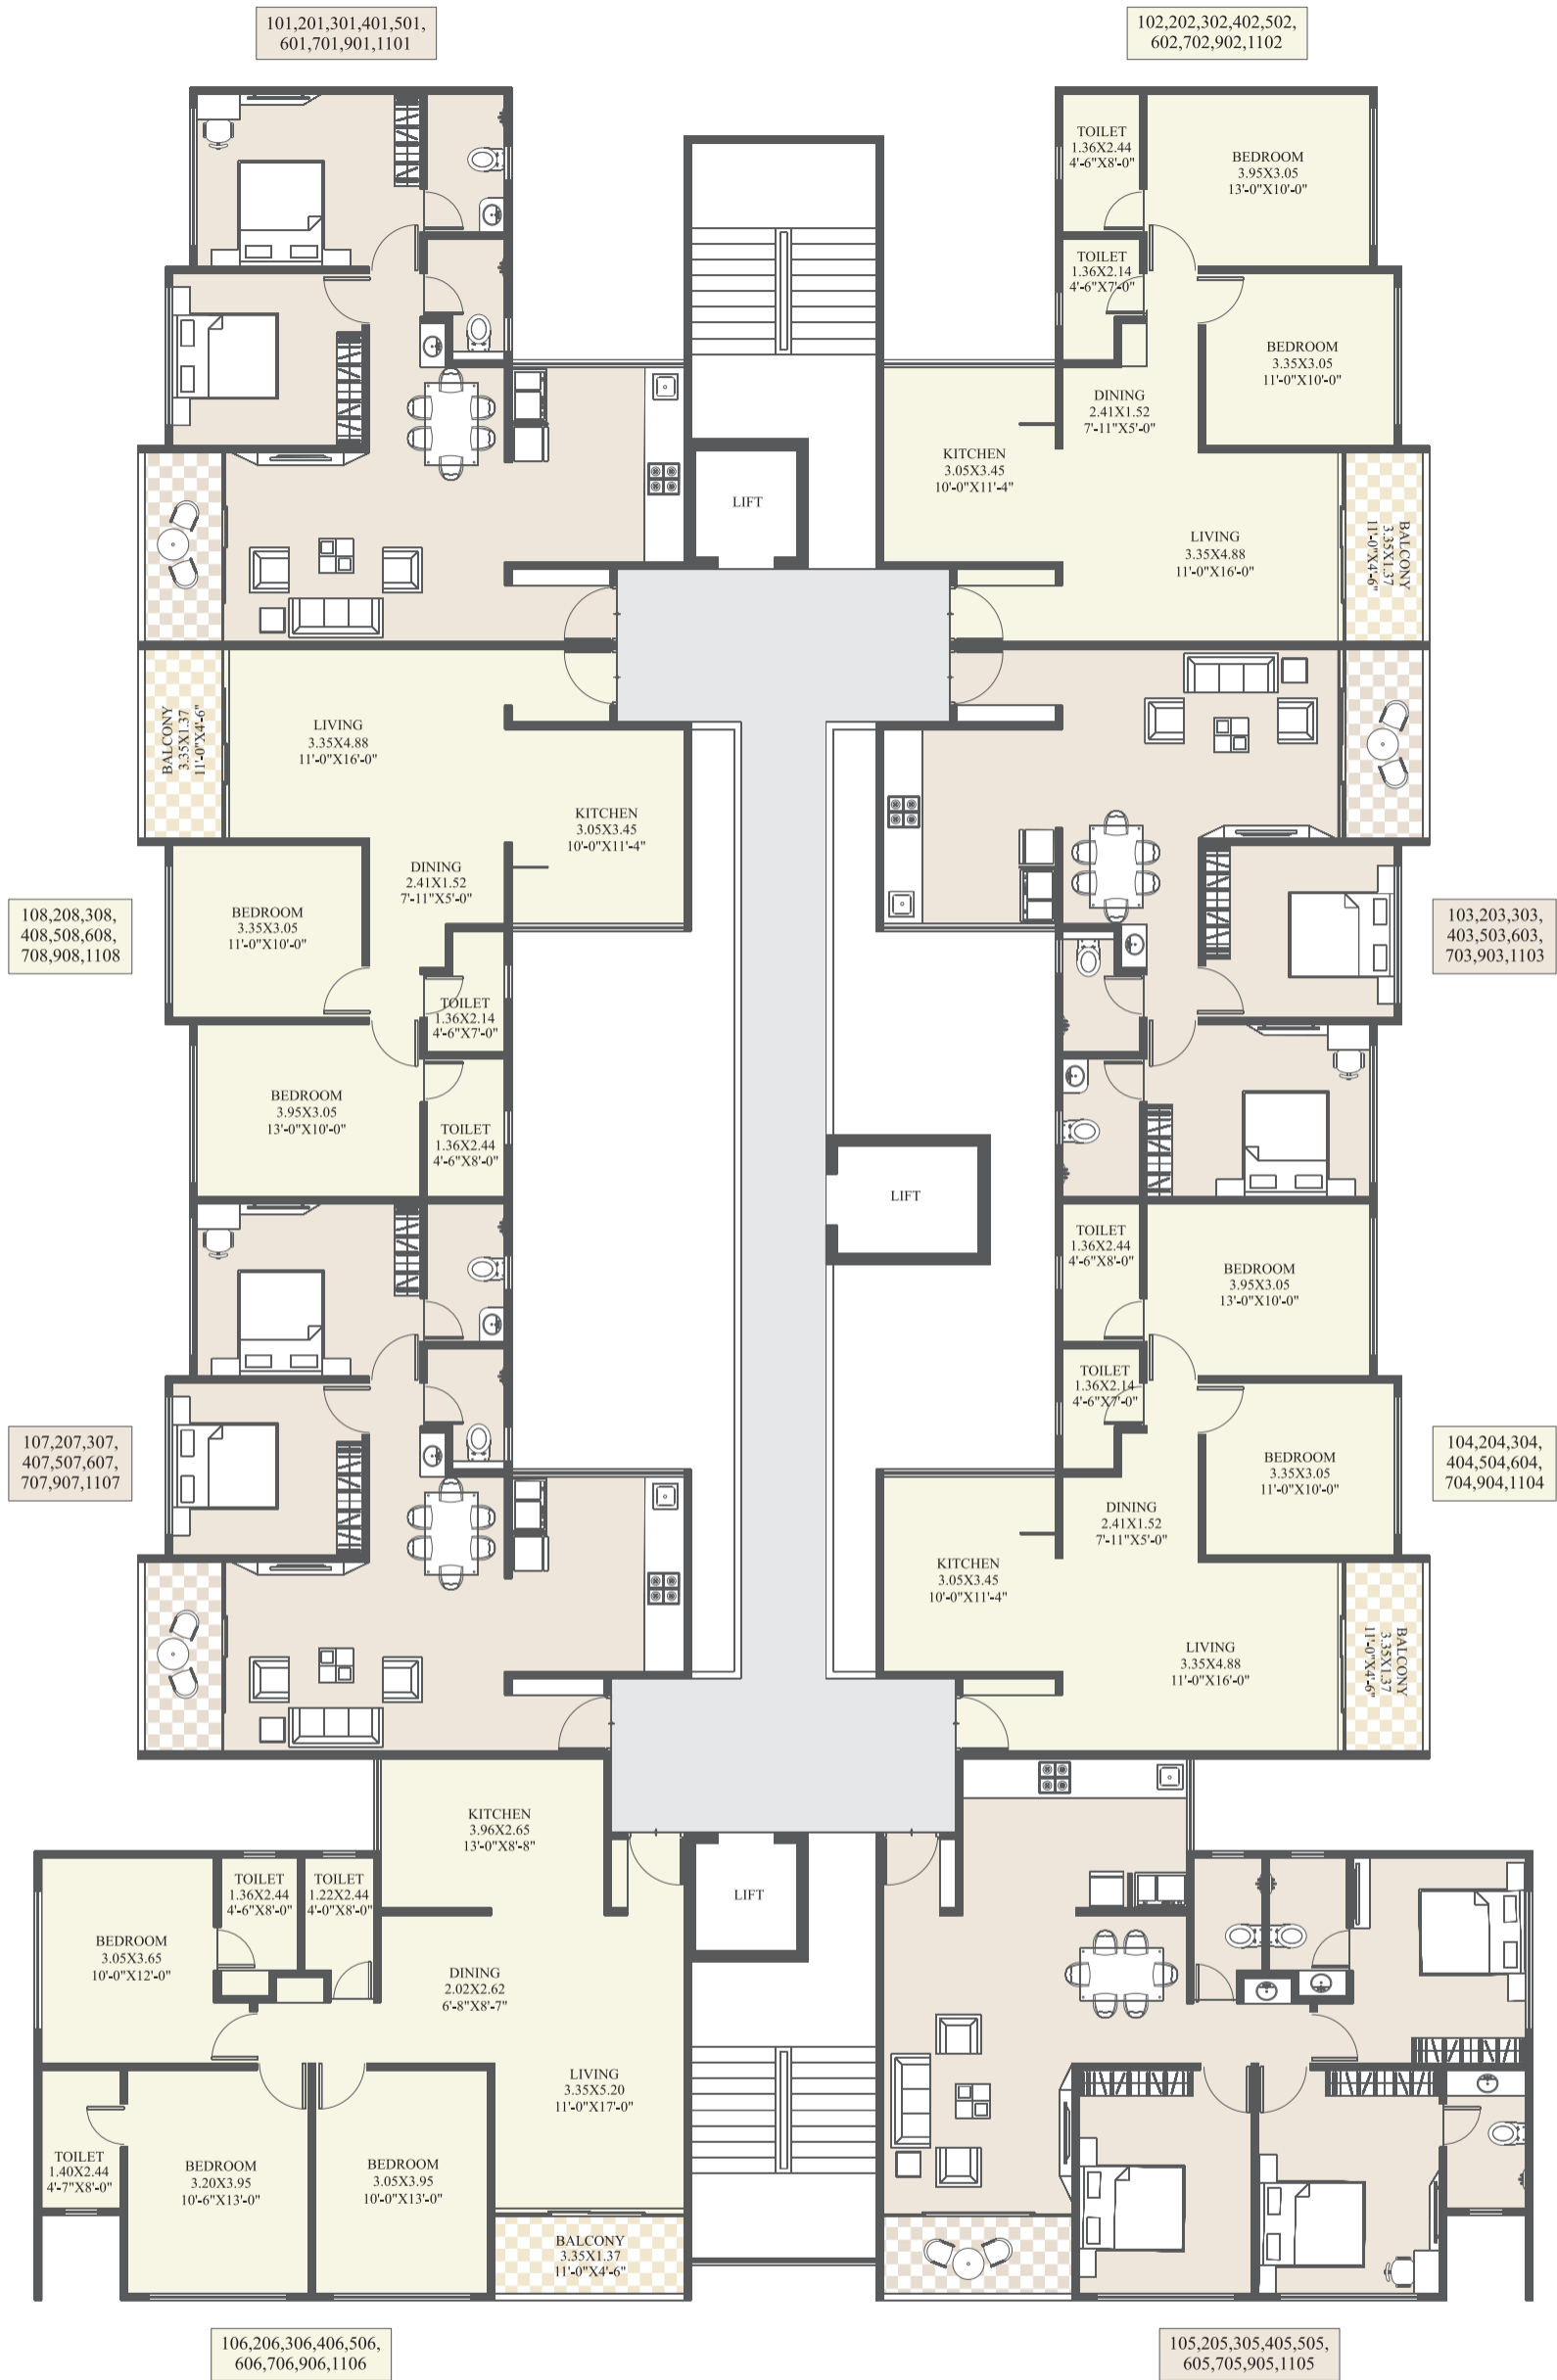 101,201,301,401,501,
601,701,901,1101
102,202,302,402,502,
602,702,902,1102
TOILET
1.36X2.44
4'-6"X8'-0"
BEDROOM
3.95X3.05
13'-0"X10'-0"
TOILET
1.36X2.14
4'-6"X7'-0"
BEDROOM
3.35X3.05
11'-0"X10'-0"
DINING
2.41X1.52
7'-11"X5'-0"
KITCHEN
3.05X3.45
10'-0"X11'-4"
LIFT
LIVING
3.35X4.88
11'-0"X16'-0"
BALCONY
3.35X1.37
11'-0"X4'-6"
BALCONY
3.35X1.37
11'-0"X4'-6"
LIVING
3.35X4.88
11'-0"X16'-0"
KITCHEN
3.05X3.45
10'-0"X11'-4"
DINING
2.41X1.52
7'-11"X5'-0"
108,208,308,
408,508,608,
708,908,1108
BEDROOM
3.35X3.05
11'-0"X10'-0"
103,203,303,
403,503,603,
703,903,1103
TOILET
1.36X2.14
4'-6"X7'-0"
BEDROOM
3.95X3.05
13'-0"X10'-0"
TOILET
1.36X2.44
4'-6"X8'-0"
LIFT
TOILET
1.36X2.44
4'-6"X8'-0"
BEDROOM
3.95X3.05
13'-0"X10'-0"
TOILET
1.36X2.14
4'-6"X7'-0"
107,207,307,
407,507,607,
707,907,1107
BEDROOM
3.35X3.05
11'-0"X10'-0"
104,204,304,
404,504,604,
704,904,1104
DINING
2.41X1.52
7'-11"X5'-0"
KITCHEN
3.05X3.45
10'-0"X11'-4"
LIVING
3.35X4.88
11'-0"X16'-0"
BALCONY
3.35X1.37
11'-0"X4'-6"
KITCHEN
3.96X2.65
13'-0"X8'-8"
TOILET
1.36X2.44
4'-6"X8'-0"
TOILET
1.22X2.44
4'-0"X8'-0"
LIFT
BEDROOM
3.05X3.65
10'-0"X12'-0"
DINING
2.02X2.62
6'-8"X8'-7"
LIVING
3.35X5.20
11'-0"X17'-0"
TOILET
1.40X2.44
4'-7"X8'-0"
BEDROOM
3.20X3.95
10'-6"X13'-0"
BEDROOM
3.05X3.95
10'-0"X13'-0"
BALCONY
3.35X1.37
11'-0"X4'-6"
106,206,306,406,506,
606,706,906,1106
105,205,305,405,505,
605,705,905,1105